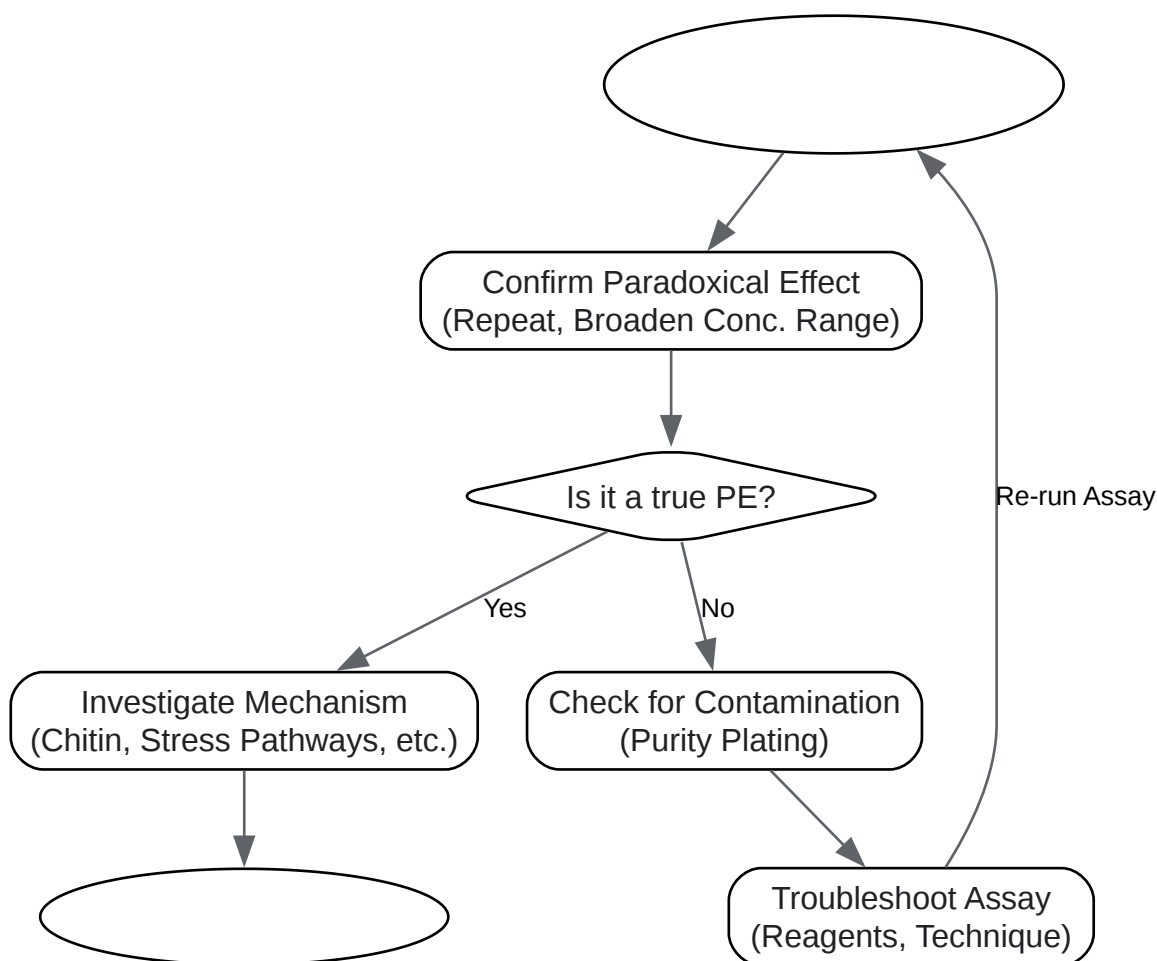 Confirm Paradoxical Effect
(Repeat, Broaden Conc. Range)
Is it a true PE?
Re-run Assay
Yes
No
Investigate Mechanism
(Chitin, Stress Pathways, etc.)
Check for Contamination
(Purity Plating)
Troubleshoot Assay
(Reagents, Technique)